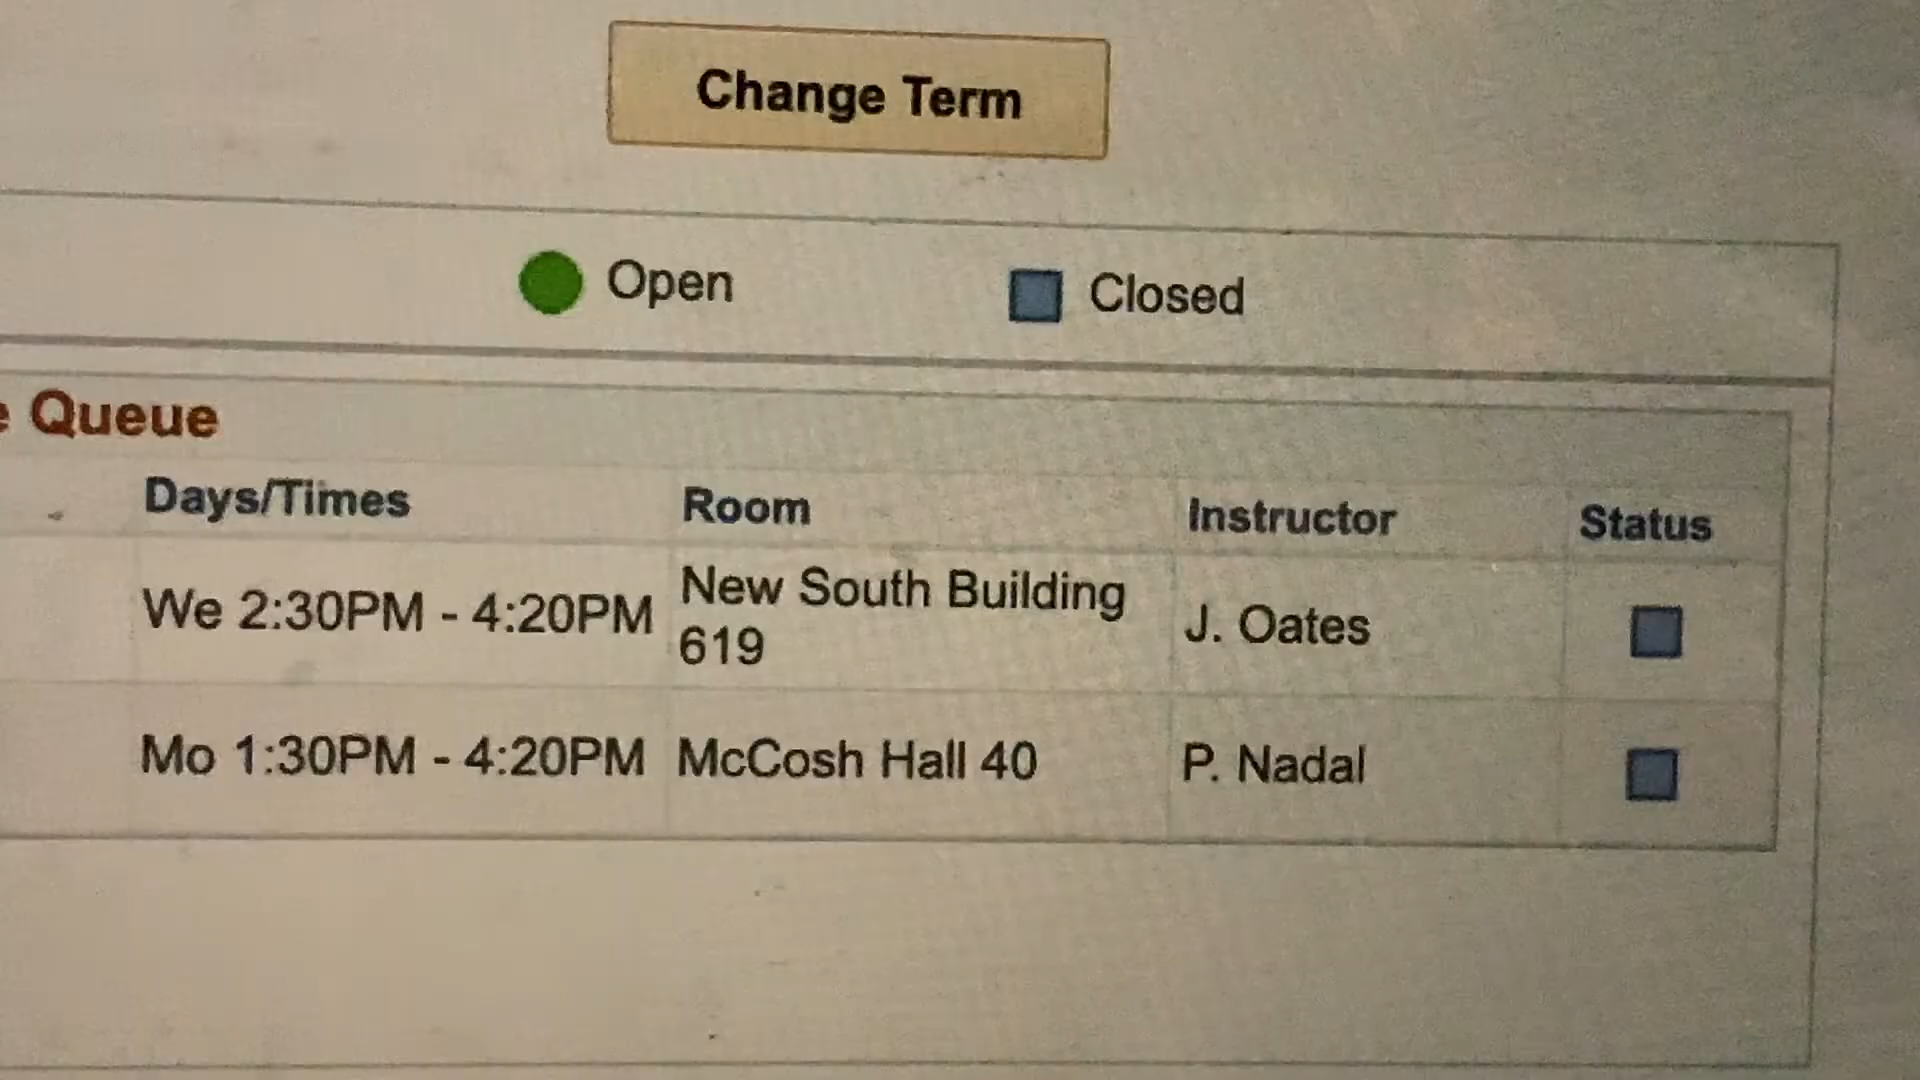 Change Term
Open Closed
Queue
Days/Times Room Instructor Status
We 2:30PM - 4:20PM New South Building 619 J. Oates
Mo 1:30PM - 4:20PM McCosh Hall 40 P. Nadal